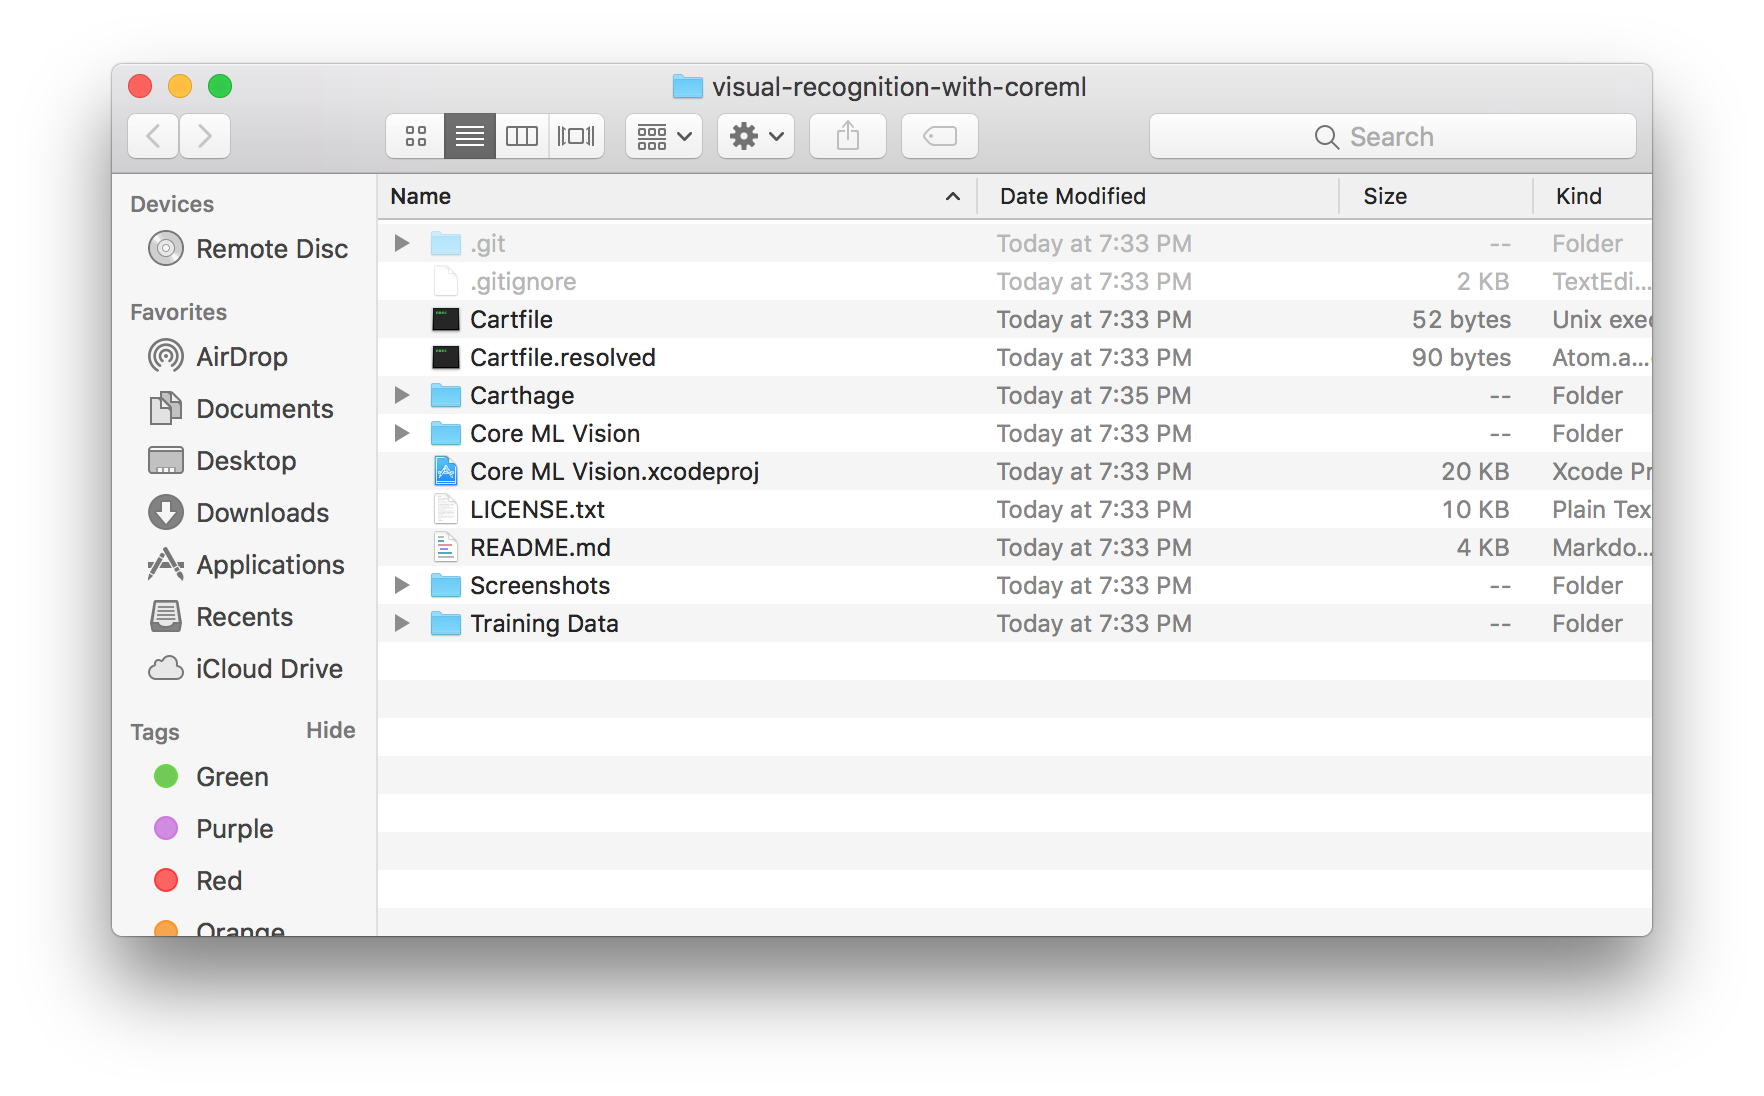 visual-recognition-with-coreml
Search
Devices
Remote Disc
Favorites
AirDrop
Documents
Desktop
Downloads
Applications
Recents
iCloud Drive
Tags Hide
Green
Purple
Red
Orange
Name Date Modified Size Kind
.git Today at 7:33 PM -- Folder
.gitignore Today at 7:33 PM 2 KB TextEdi...
Cartfile Today at 7:33 PM 52 bytes Unix exe
Cartfile.resolved Today at 7:33 PM 90 bytes Atom.a...
Carthage Today at 7:35 PM -- Folder
Core ML Vision Today at 7:33 PM -- Folder
Core ML Vision.xcodeproj Today at 7:33 PM 20 KB Xcode Pr
LICENSE.txt Today at 7:33 PM 10 KB Plain Tex
README.md Today at 7:33 PM 4 KB Markdo...
Screenshots Today at 7:33 PM -- Folder
Training Data Today at 7:33 PM -- Folder